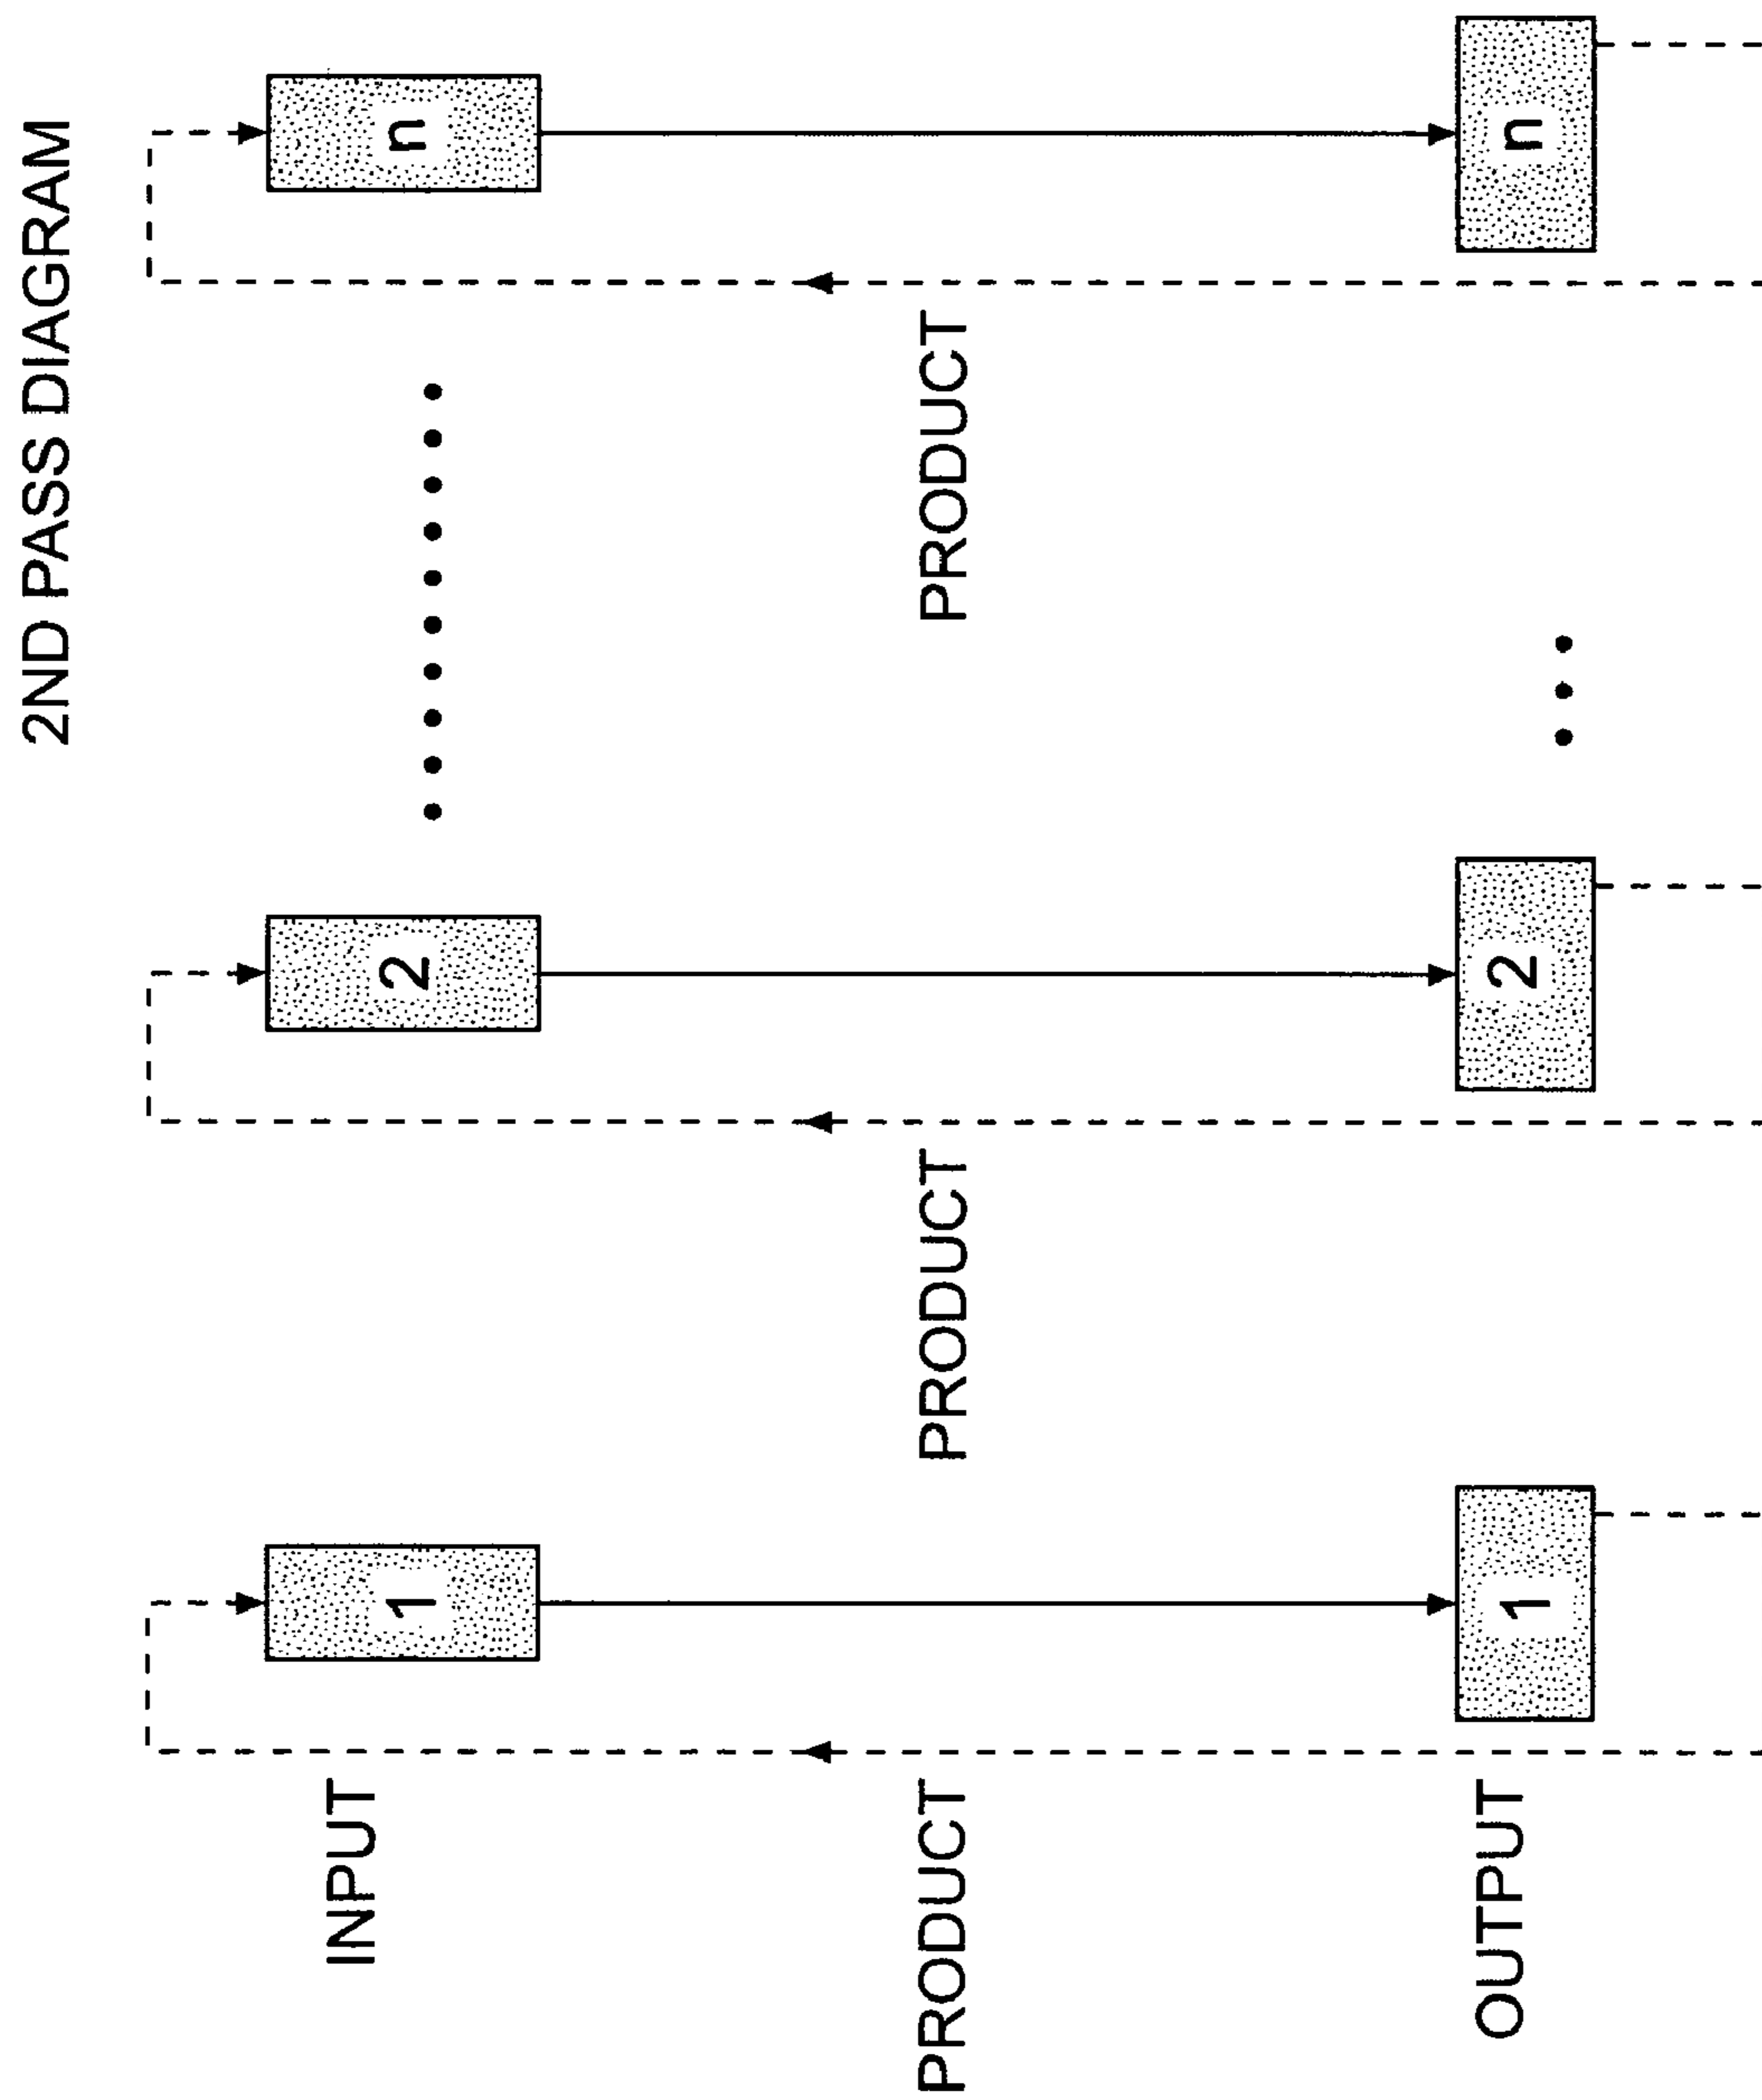 2ND PASS DIAGRAM
INPUT
1
2
n
PRODUCT
PRODUCT
PRODUCT
OUTPUT
1
2
n